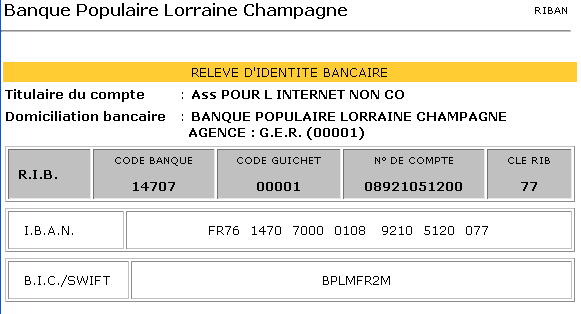 Banque Populaire Lorraine Champagne RIBAN
RELEVE D'IDENTITE BANCAIRE
Titulaire du compte : Ass POUR L INTERNET NON CO
Domiciliation bancaire : BANQUE POPULAIRE LORRAINE CHAMPAGNE
AGENCE : G.E.R. (00001)
R.I.B. CODE BANQUE CODE GUICHET N° DE COMPTE CLE RIB
14707 00001 08921051200 77
I.B.A.N. FR76 1470 7000 0108 9210 5120 077
B.I.C./SWIFT BPLMFR2M